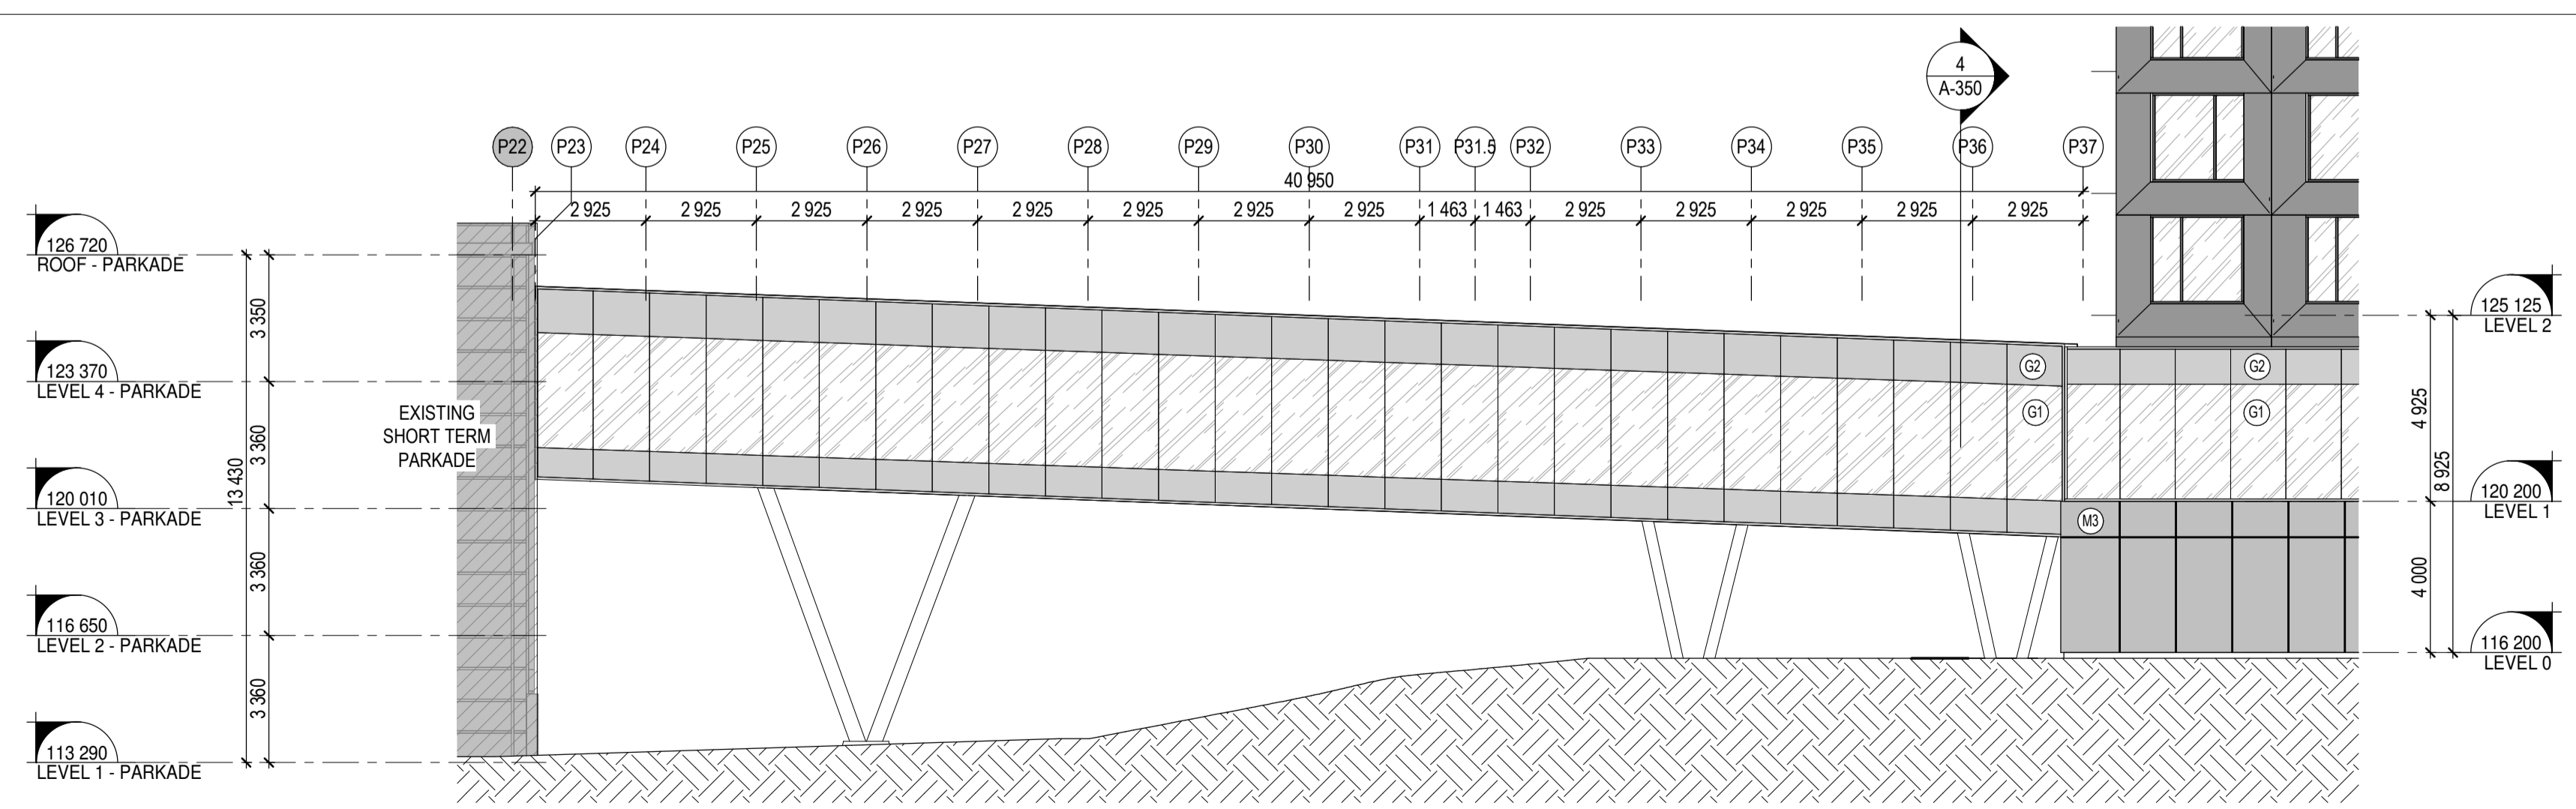 4
A-350
P22 P23 P24 P25 P26 P27 P28 P29 P30 P31 P31.5 P32 P33 P34 P35 P36 P37
40 950
2 925 2 925 2 925 2 925 2 925 2 925 2 925 2 925 1 463 1 463 2 925 2 925 2 925 2 925 2 925
126 720
ROOF - PARKADE
123 370
LEVEL 4 - PARKADE
120 010
LEVEL 3 - PARKADE
116 650
LEVEL 2 - PARKADE
113 290
LEVEL 1 - PARKADE
13 430
3 350
3 360
3 360
3 360
EXISTING
SHORT TERM
PARKADE
G2 G2
G1 G1
M3
4 925
4 000
8 925
125 125
LEVEL 2
120 200
LEVEL 1
116 200
LEVEL 0